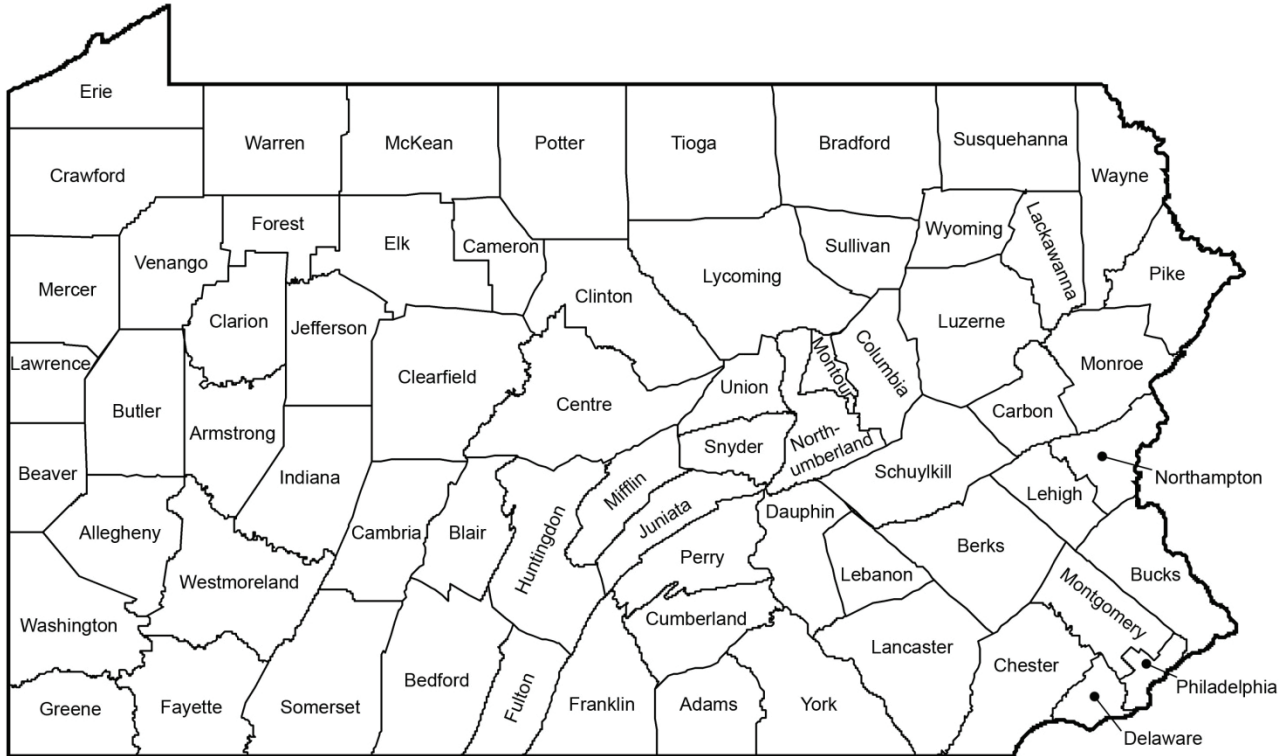 Erie
Warren
McKean
Potter
Tioga
Bradford
Susquehanna
Wayne
Crawford
Forest
Elk
Cameron
Sullivan
Wyoming
Lackawanna
Pike
Venango
Mercer
Clarion
Jefferson
Clinton
Lycoming
Luzerne
Lawrence
Clearfield
Centre
Union
Montour
Columbia
Monroe
Butler
Armstrong
Carbon
Beaver
Indiana
Snyder
North-
umberland
Schuylkill
Northampton
Lehigh
Allegheny
Cambria
Blair
Huntingdon
Mifflin
Juniata
Dauphin
Perry
Berks
Lebanon
Bucks
Westmoreland
Washington
Cumberland
Montgomery
Lancaster
Chester
Philadelphia
Greene
Fayette
Somerset
Bedford
Fulton
Franklin
Adams
York
Delaware